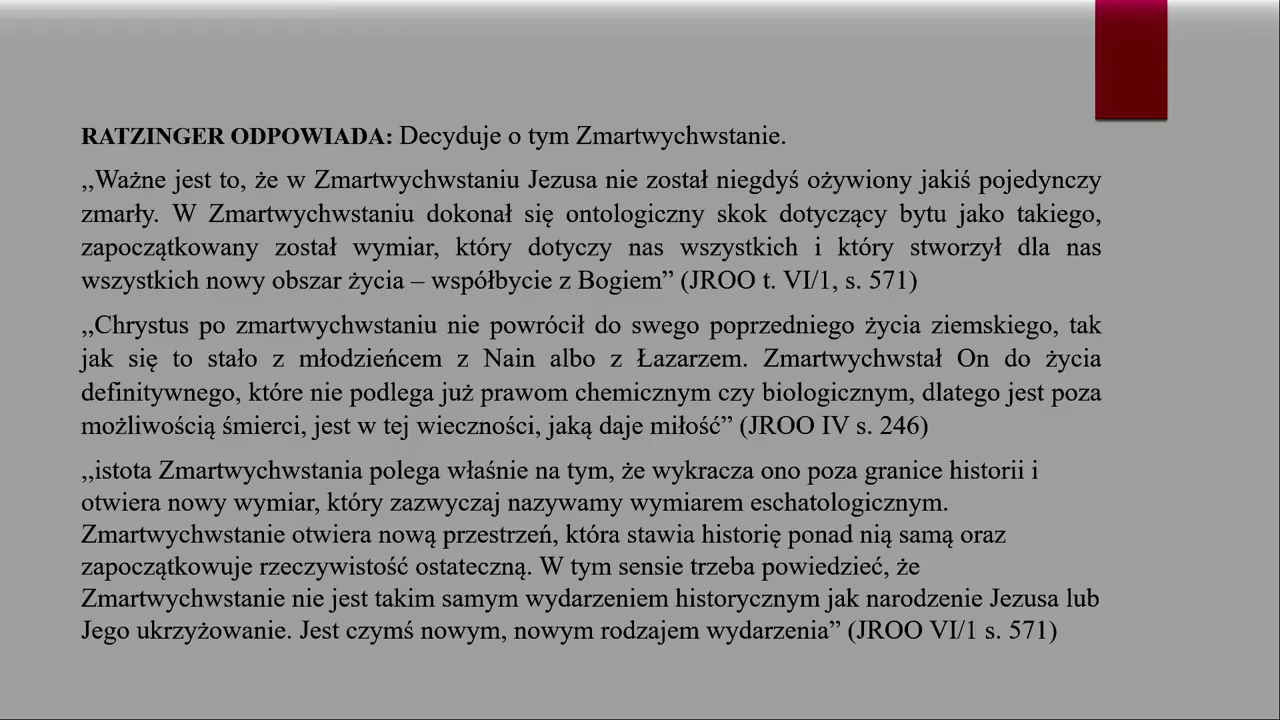 RATZINGER ODPOWIADA: Decyduje o tym Zmartwychwstanie.
,,Ważne jest to, że w Zmartwychwstaniu Jezusa nie został niegdyś ożywiony jakiś pojedynczy
zmarły. W Zmartwychwstaniu dokonał się ontologiczny skok dotyczący bytu jako takiego,
zapoczątkowany został wymiar, który dotyczy nas wszystkich i który stworzył dla nas
wszystkich nowy obszar życia – współbycie z Bogiem” (JROO t. VI/1, s. 571)
,,Chrystus po zmartwychwstaniu nie powrócił do swego poprzedniego życia ziemskiego, tak
jak się to stało z młodzieńcem z Nain albo z Łazarzem. Zmartwychwstał On do życia
definitywnego, które nie podlega już prawom chemicznym czy biologicznym, dlatego jest poza
możliwością śmierci, jest w tej wieczności, jaką daje miłość” (JROO IV s. 246)
,,istota Zmartwychwstania polega właśnie na tym, że wykracza ono poza granice historii i
otwiera nowy wymiar, który zazwyczaj nazywamy wymiarem eschatologicznym.
Zmartwychwstanie otwiera nową przestrzeń, która stawia historię ponad nią samą oraz
zapoczątkowuje rzeczywistość ostateczną. W tym sensie trzeba powiedzieć, że
Zmartwychwstanie nie jest takim samym wydarzeniem historycznym jak narodzenie Jezusa lub
Jego ukrzyżowanie. Jest czymś nowym, nowym rodzajem wydarzenia” (JROO VI/1 s. 571)